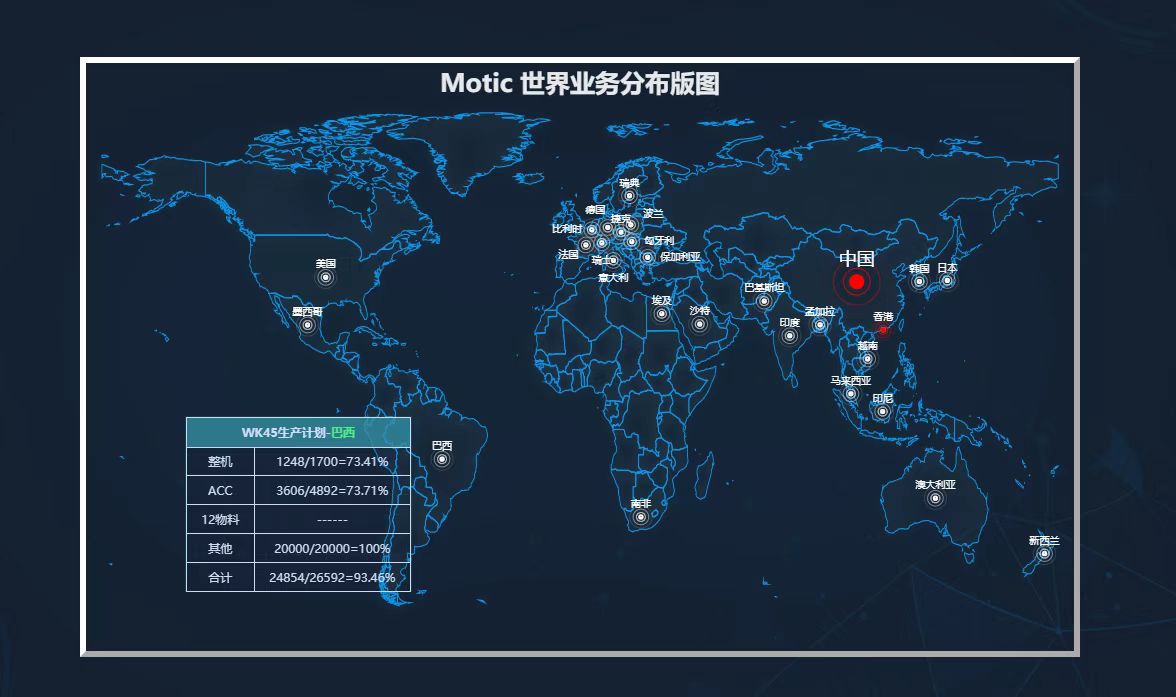 Motic 世界业务分布版图
瑞典
德国
捷克
波兰
比利时
匈牙利
法国
瑞士
保加利亚
意大利
中国
美国
韩国
日本
巴基斯坦
墨西哥
埃及
沙特
孟加拉
香港
印度
越南
马来西亚
印尼
WK45生产计划-巴西
整机 1248/1700=73.41%
ACC 3606/4892=73.71%
12物料 ------
其他 20000/20000=100%
合计 24854/26592=93.46%
巴西
南非
澳大利亚
新西兰